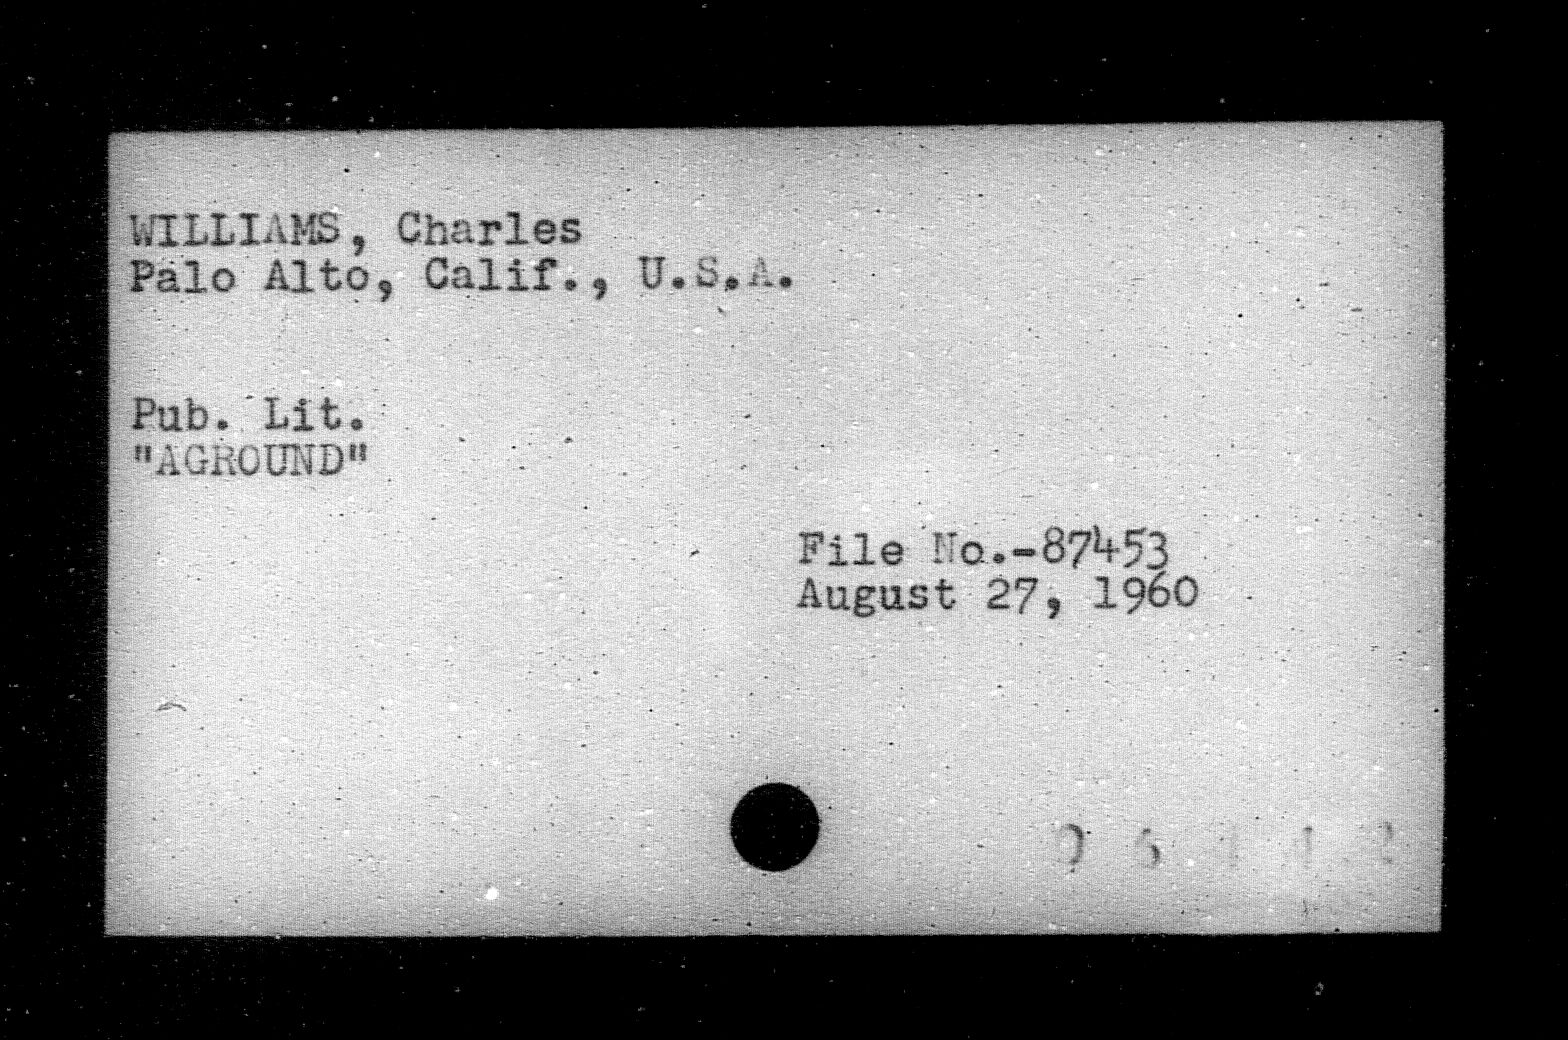 WILLIAMS, Charles
Palo Alto, Calif., U.S.A.
Pub. Lit.
"AGROUND"
File No.-87453
August 27, 1960